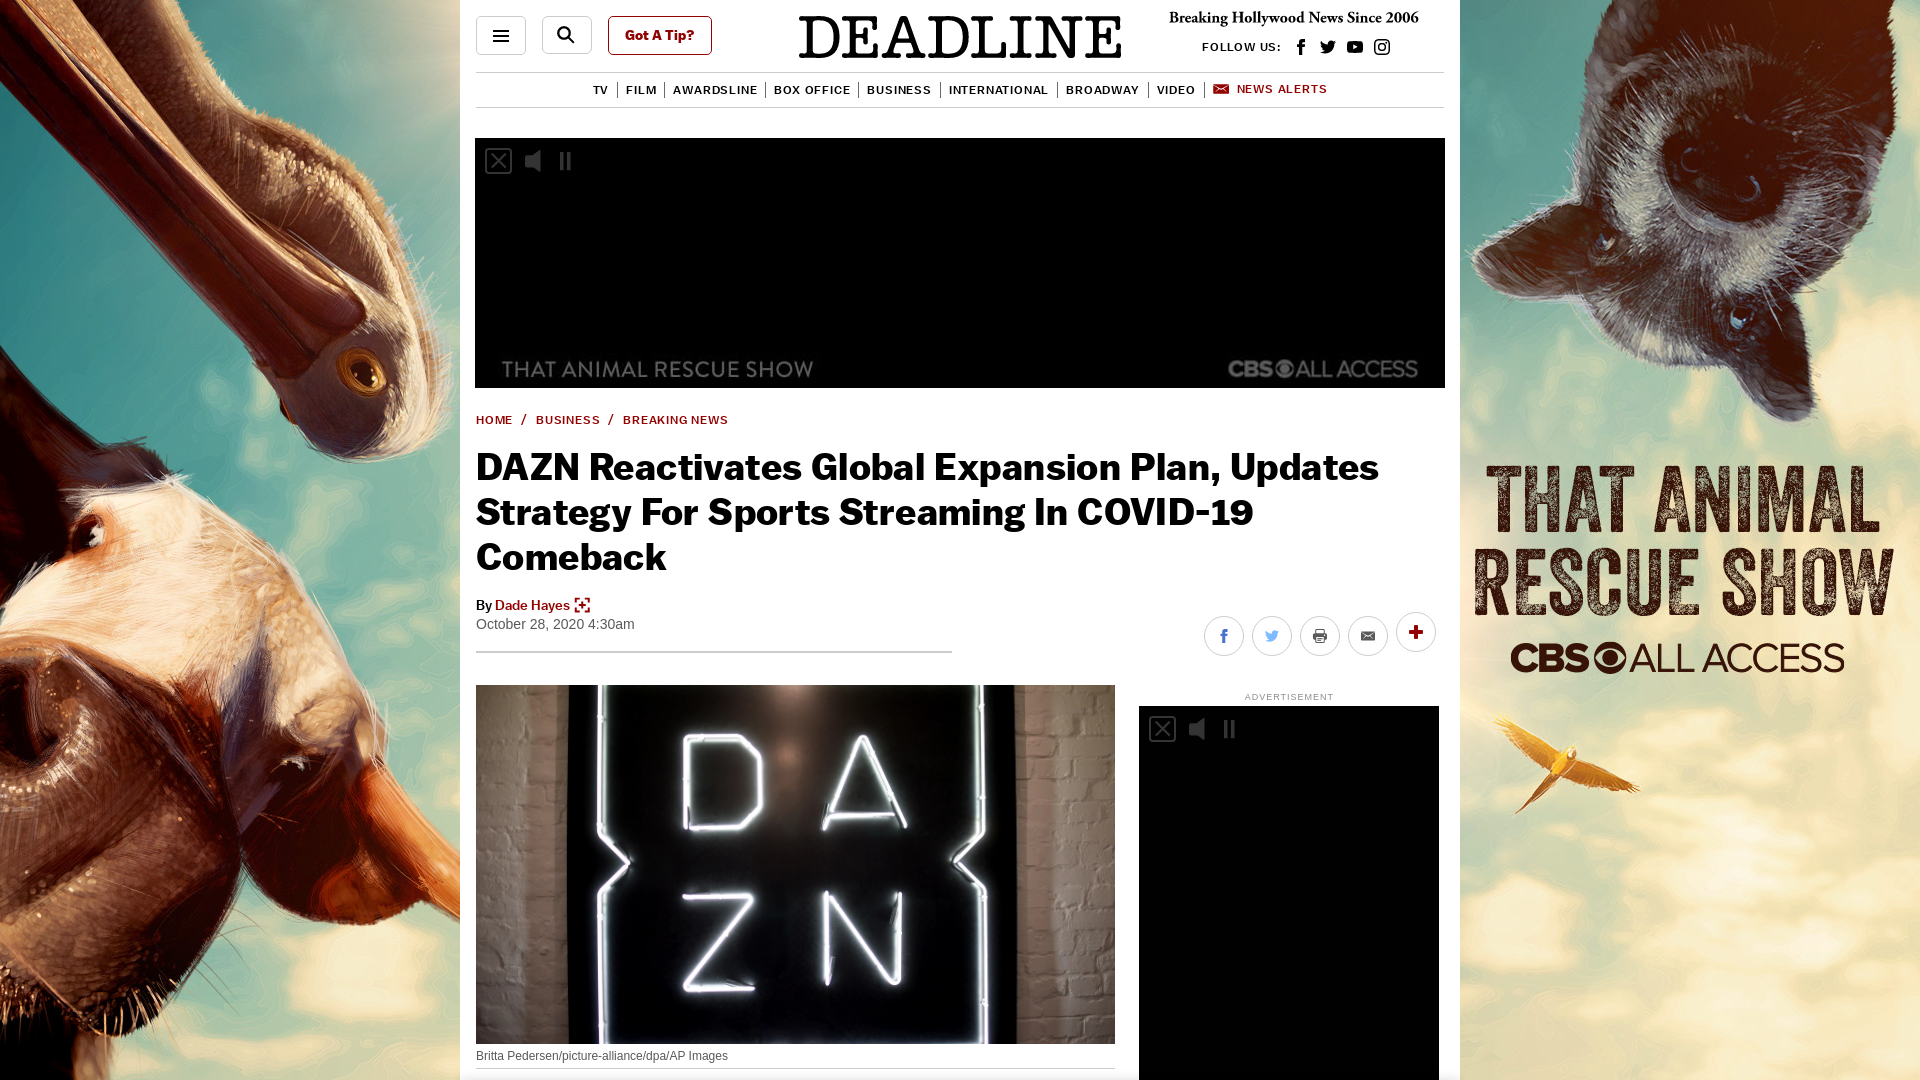 Got A Tip?
DEADLINE
Breaking Hollywood News Since 2006
FOLLOW US:
TV
FILM
AWARDSLINE
BOX OFFICE
BUSINESS
INTERNATIONAL
BROADWAY
VIDEO
NEWS ALERTS
THAT ANIMAL RESCUE SHOW
CBS ALL ACCESS
HOME / BUSINESS / BREAKING NEWS
DAZN Reactivates Global Expansion Plan, Updates
Strategy For Sports Streaming In COVID-19
Comeback
By Dade Hayes
October 28, 2020 4:30am
DA
ZN
Britta Pedersen/picture-alliance/dpa/AP Images
ADVERTISEMENT
THAT ANIMAL
RESCUE SHOW
CBS ALL ACCESS